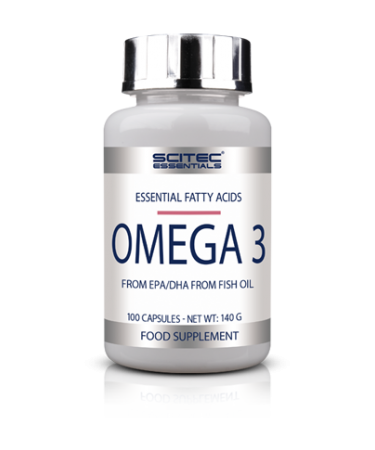 SCITEC
ESSENTIALS
ESSENTIAL FATTY ACIDS
OMEGA 3
FROM EPA/DHA FROM FISH OIL
100 CAPSULES - NET WT: 140 G
FOOD SUPPLEMENT